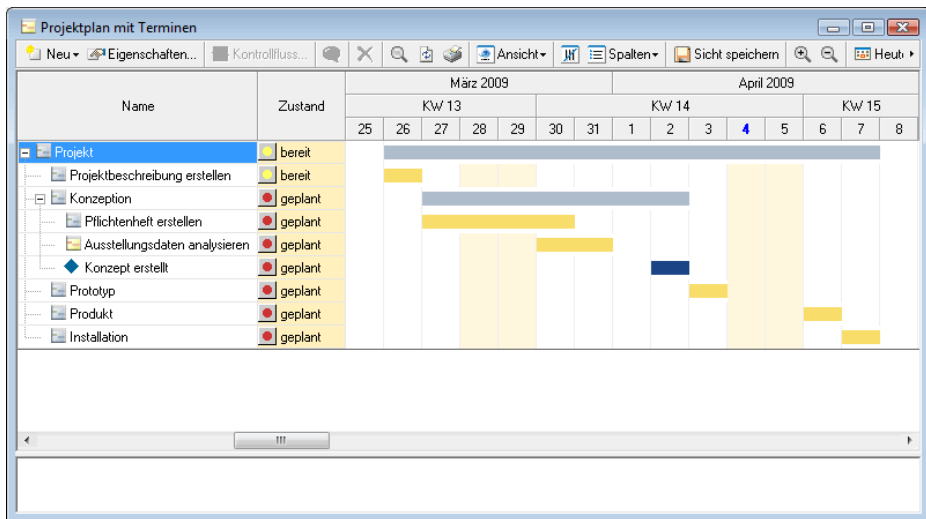 Projektplan mit Terminen
Neu Eigenschaften... Kontrollfluss... Ansicht Spalten Sicht speichern Heute
März 2009 April 2009
Name Zustand KW 13 KW 14 KW 15
25 26 27 28 29 30 31 1 2 3 4 5 6 7 8
Projekt bereit
Projektbeschreibung erstellen bereit
Konzeption geplant
Pflichtenheft erstellen geplant
Ausstellungsdaten analysieren geplant
Konzept erstellt geplant
Prototyp geplant
Produkt geplant
Installation geplant